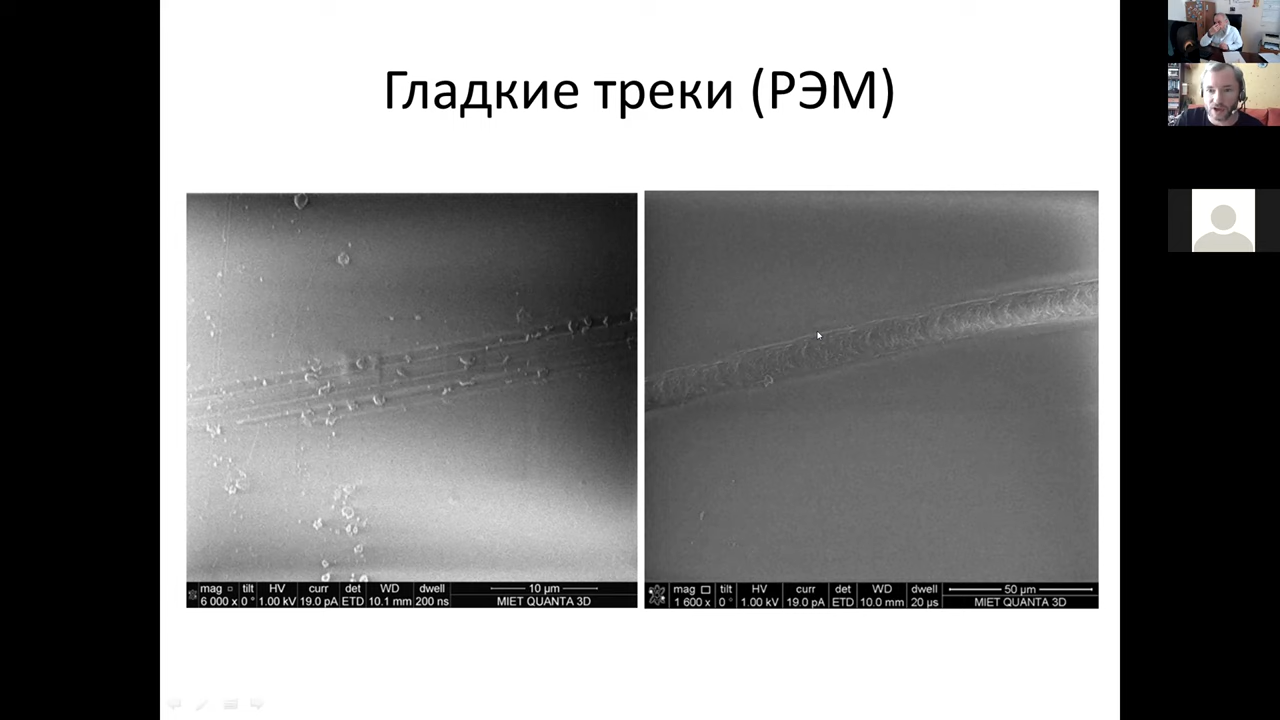 Гладкие треки (РЭМ)
mag tilt HV curr det WD dwell 10 µm
6 000 x 0 ° 1.00 kV 19.0 pA ETD 10.1 mm 200 ns MIET QUANTA 3D
mag tilt HV curr det WD dwell 50 µm
1 600 x 0 ° 1.00 kV 19.0 pA ETD 10.0 mm 20 µs MIET QUANTA 3D